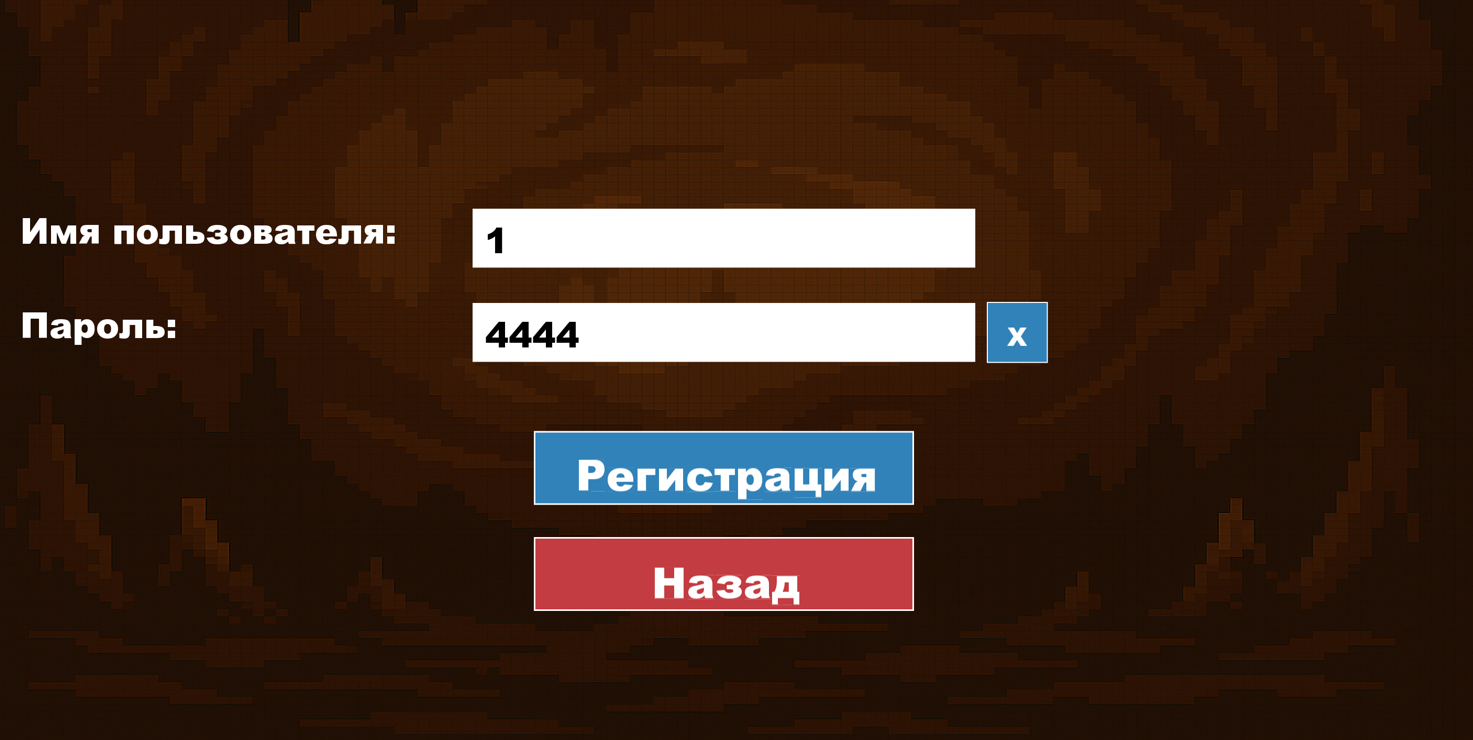 Имя пользователя: 1
Пароль: 4444 x
Регистрация
Назад